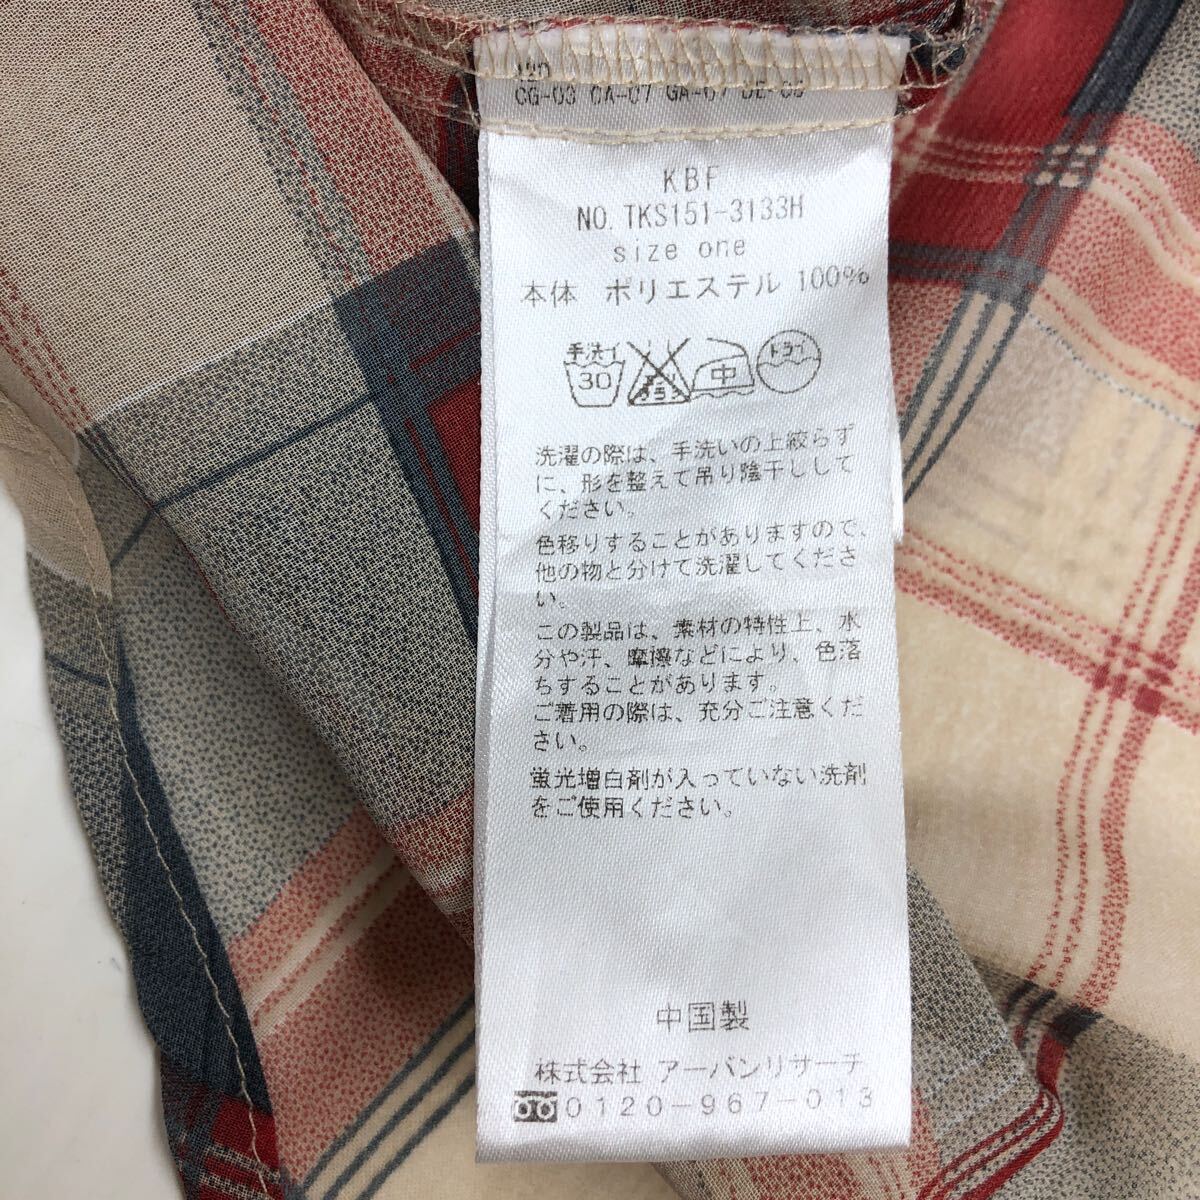 CG-03 CA-07 GA-07
KBF
NO. TKS151-3133H
size one
本体 ポリエステル 100%
手洗イ
30
中
洗濯の際は、手洗いの上絞らず
に、形を整えて吊り陰干しして
ください。
色移りすることがありますので、
他の物と分けて洗濯してくださ
い。
この製品は、素材の特性上、水
分や汗、摩擦などにより、色落
ちすることがあります。
ご着用の際は、充分ご注意くだ
さい。
蛍光増白剤が入っていない洗剤
をご使用ください。
中国製
株式会社 アーバンリサーチ
0120-967-013